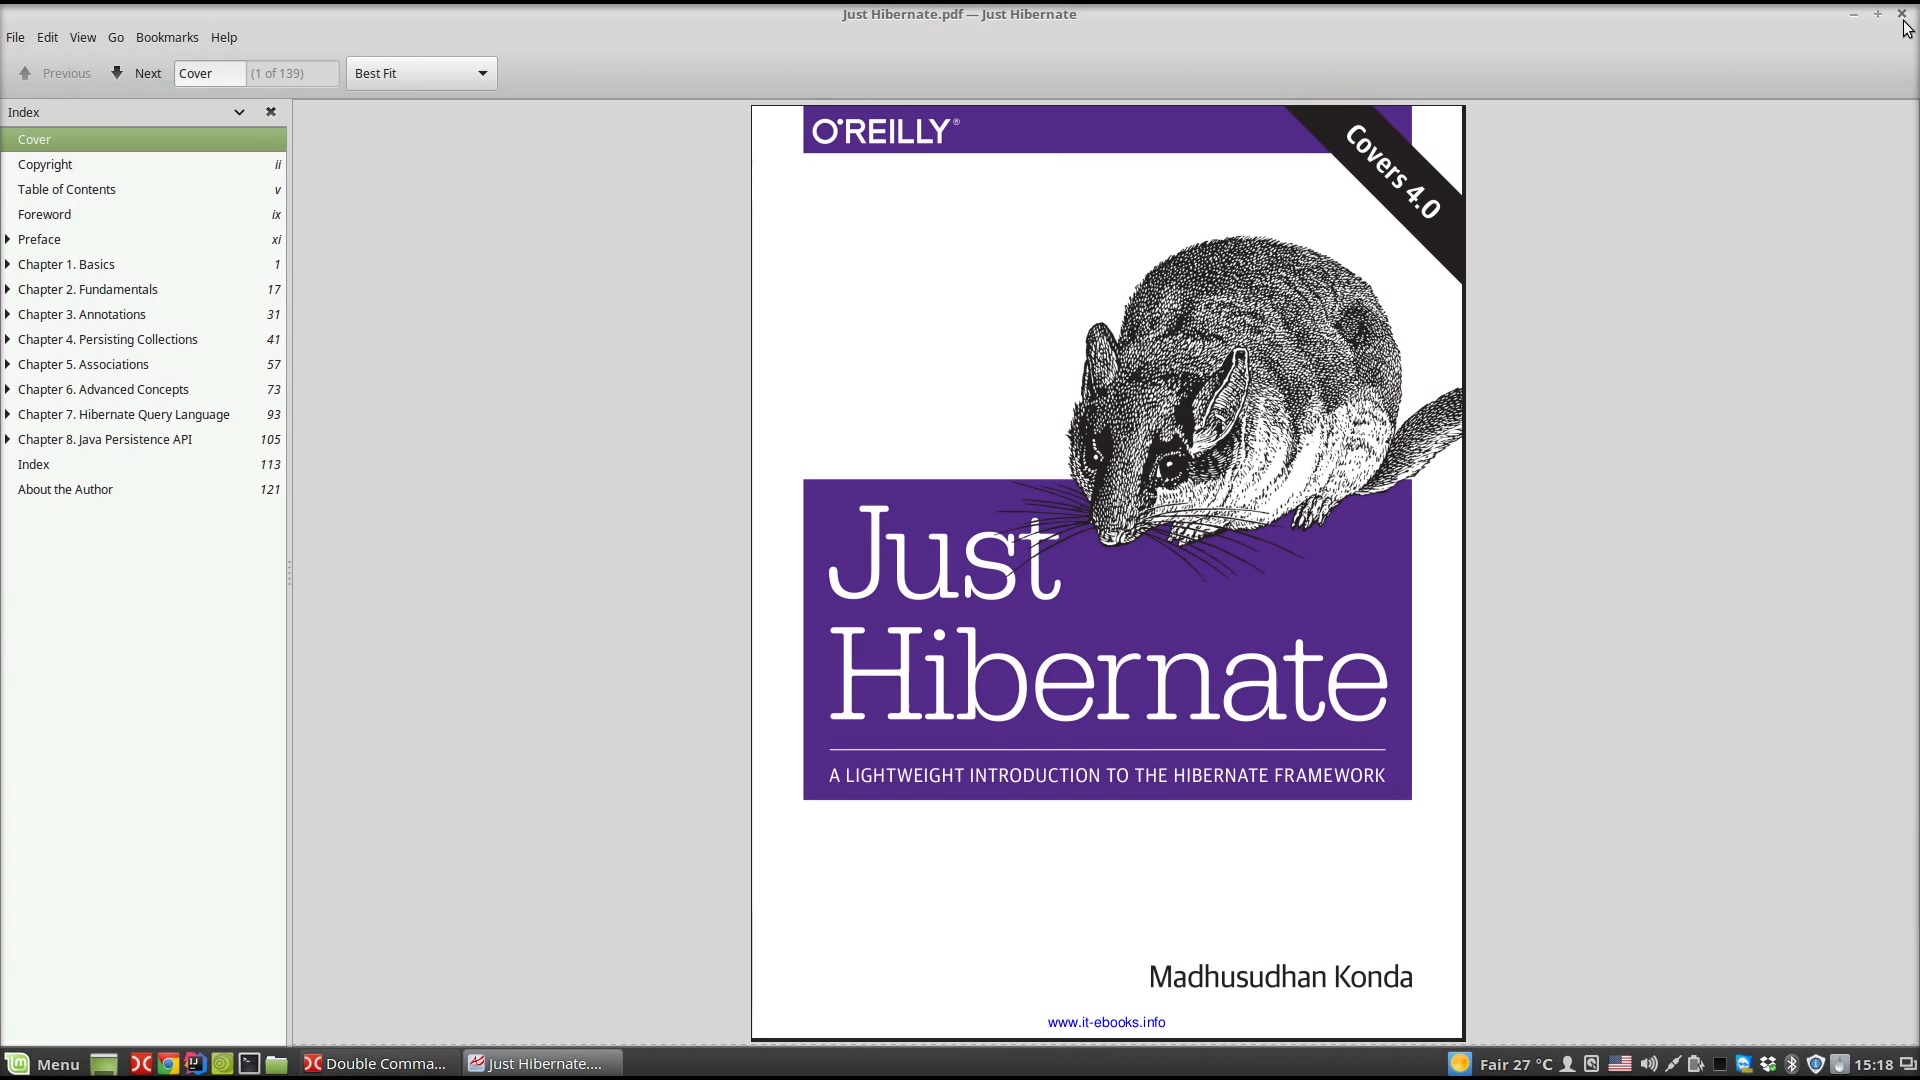 Just Hibernate.pdf — Just Hibernate
File Edit View Go Bookmarks Help
Previous Next Cover (1 of 139) Best Fit
Index
Cover
Copyright ii
Table of Contents v
Foreword ix
Preface xi
Chapter 1. Basics 1
Chapter 2. Fundamentals 17
Chapter 3. Annotations 31
Chapter 4. Persisting Collections 41
Chapter 5. Associations 57
Chapter 6. Advanced Concepts 73
Chapter 7. Hibernate Query Language 93
Chapter 8. Java Persistence API 105
Index 113
About the Author 121
O'REILLY®
Covers 4.0
Just
Hibernate
A LIGHTWEIGHT INTRODUCTION TO THE HIBERNATE FRAMEWORK
Madhusudhan Konda
www.it-ebooks.info
Menu Double Comma... Just Hibernate.... Fair 27 °C 15:18